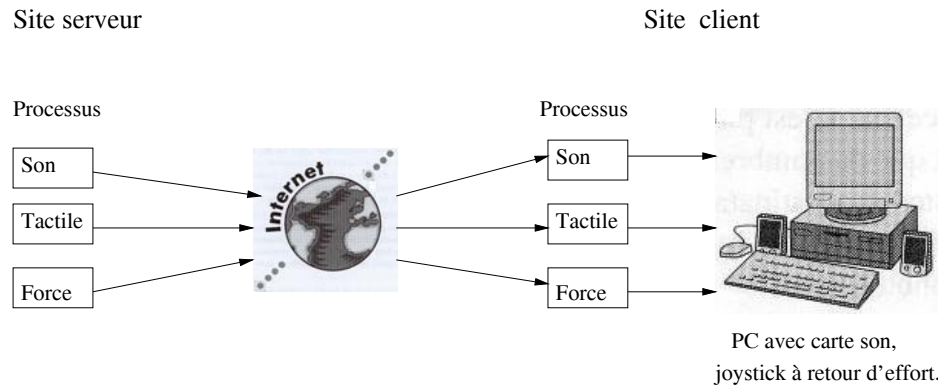 Site serveur
Site client
Processus
Processus
Son
Tactile
Force
Internet
Son
Tactile
Force
PC avec carte son,
joystick à retour d'effort.